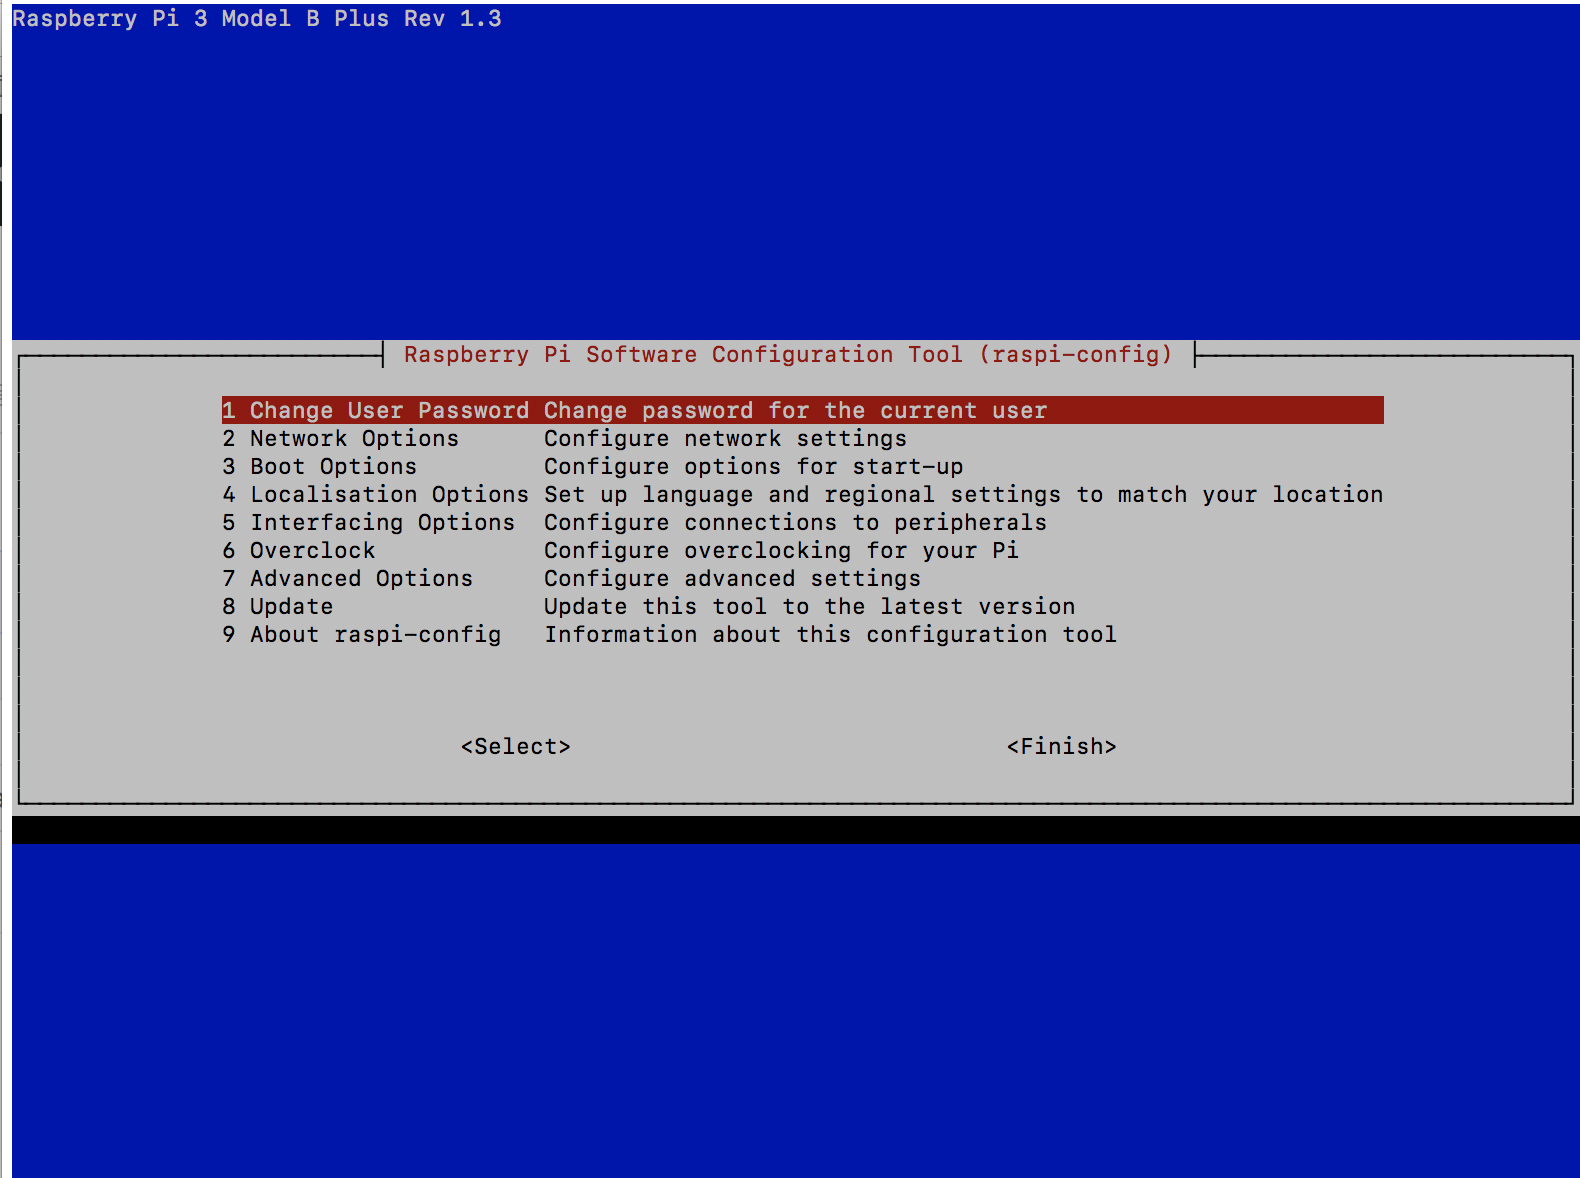 Raspberry Pi 3 Model B Plus Rev 1.3
Raspberry Pi Software Configuration Tool (raspi-config)
1 Change User Password Change password for the current user
2 Network Options Configure network settings
3 Boot Options Configure options for start-up
4 Localisation Options Set up language and regional settings to match your location
5 Interfacing Options Configure connections to peripherals
6 Overclock Configure overclocking for your Pi
7 Advanced Options Configure advanced settings
8 Update Update this tool to the latest version
9 About raspi-config Information about this configuration tool
<Select> <Finish>